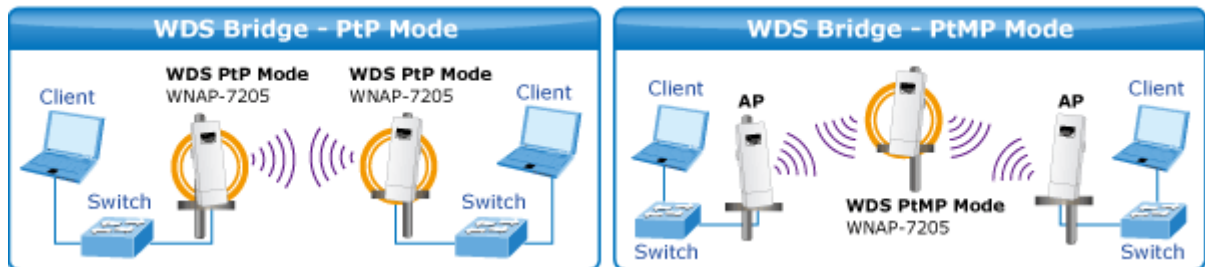 WDS Bridge - PtP Mode
WDS PtP Mode
WNAP-7205
WDS PtP Mode
WNAP-7205
Client
Client
Switch
Switch
WDS Bridge - PtMP Mode
Client
AP
AP
Client
WDS PtMP Mode
WNAP-7205
Switch
Switch